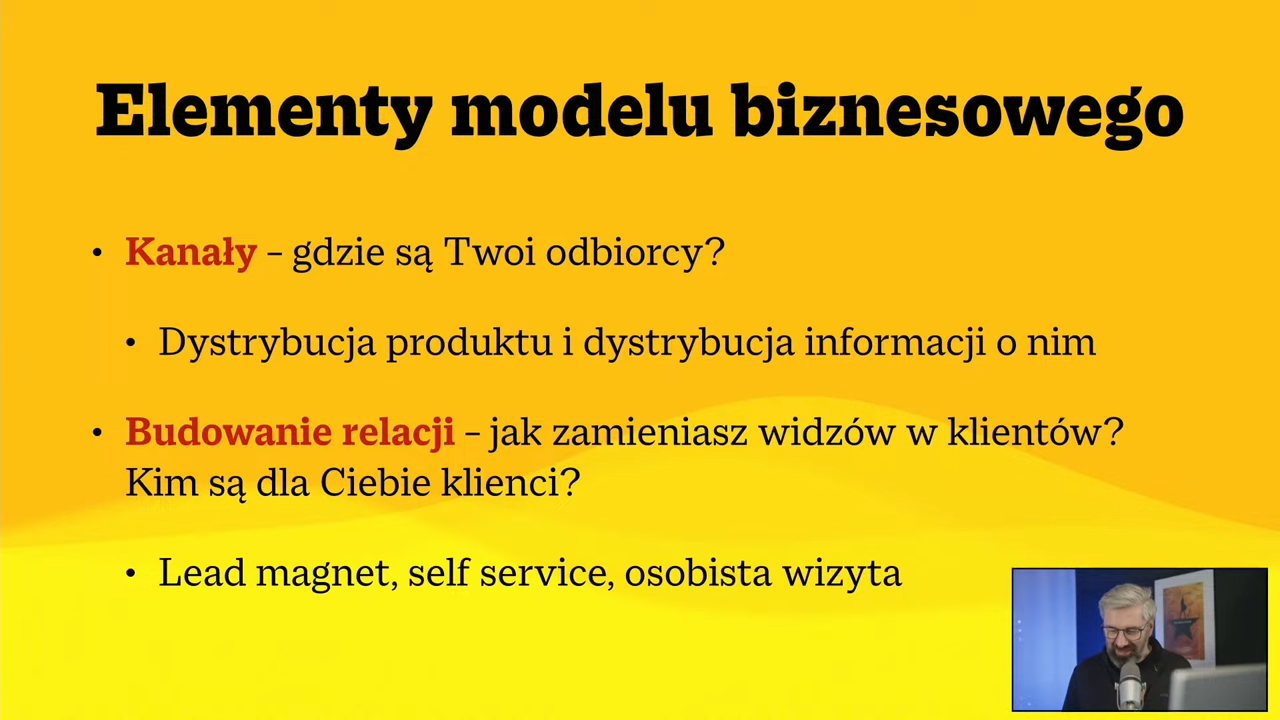 Elementy modelu biznesowego
• Kanały – gdzie są Twoi odbiorcy?
• Dystrybucja produktu i dystrybucja informacji o nim
• Budowanie relacji – jak zamieniasz widzów w klientów?
Kim są dla Ciebie klienci?
• Lead magnet, self service, osobista wizyta